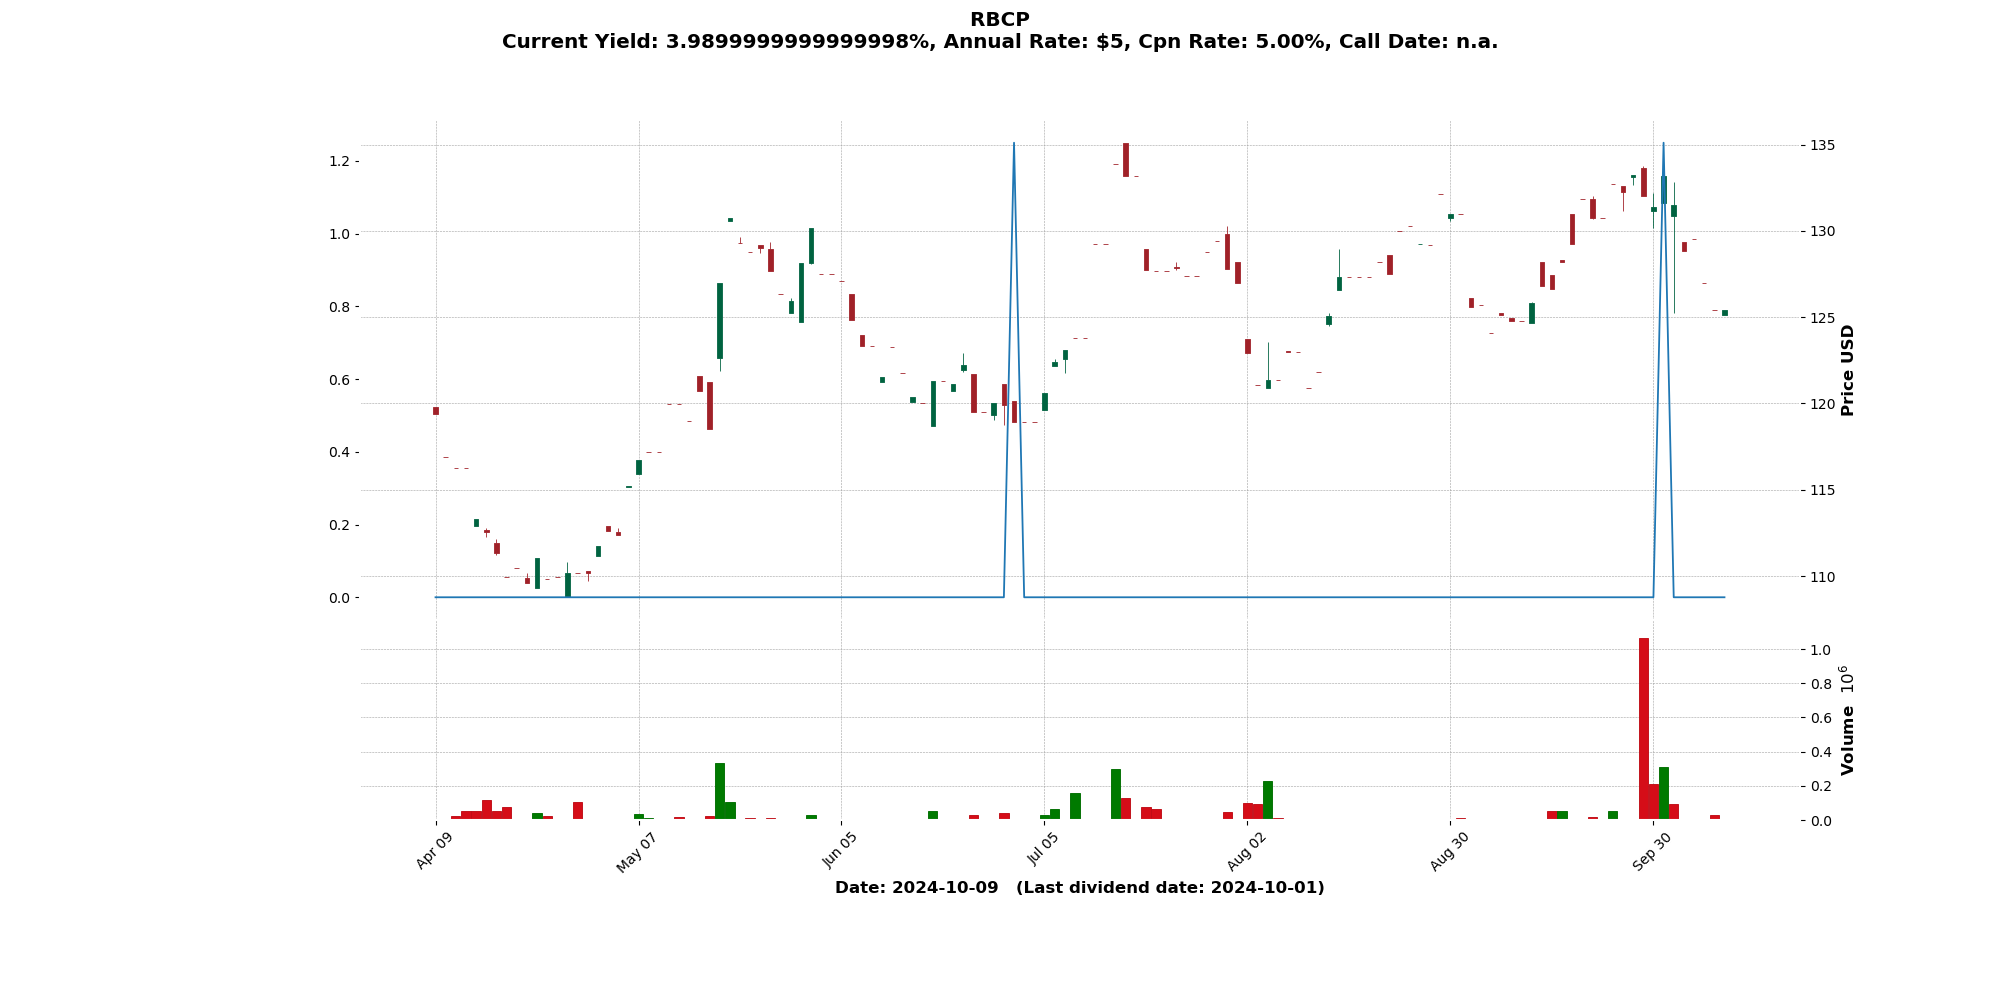 RBCP
Current Yield: 3.9899999999999998%, Annual Rate: $5, Cpn Rate: 5.00%, Call Date: n.a.
1.2
1.0
0.8
0.6
0.4
0.2
0.0
135
130
125
120
115
110
Price USD
1.0
0.8
0.6
0.4
0.2
0.0
Volume 10^6
Apr 09
May 07
Jun 05
Jul 05
Aug 02
Aug 30
Sep 30
Date: 2024-10-09 (Last dividend date: 2024-10-01)